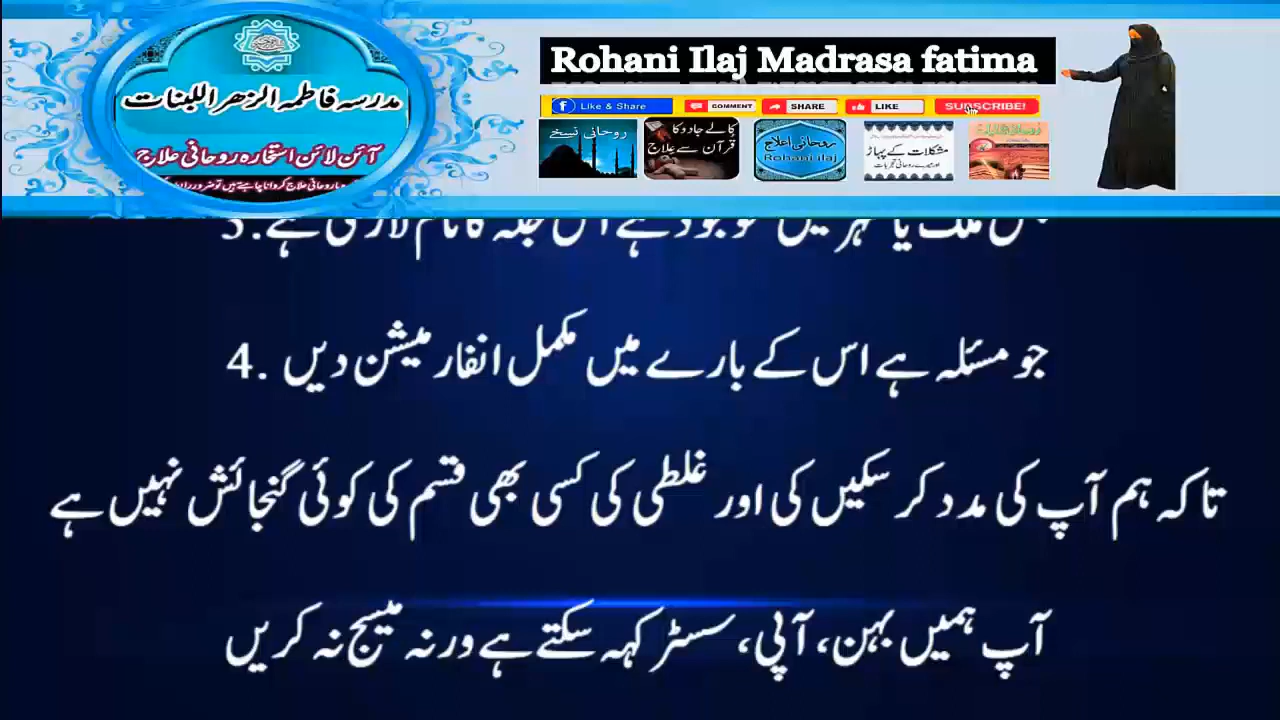 مدرسہ فاطمہ الزہرا للبنات
آئن لائن استخارہ روحانی علاج
Rohani Ilaj Madrasa fatima
Like & Share COMMENT SHARE LIKE SUBSCRIBE!
روحانی نسخے
کالے جادو کا
قرآن سے علاج
روحانی علاج
Rohani Ilaj
مشکلات کے پہاڑ
4. جو مسئلہ ہے اس کے بارے میں مکمل انفارمیشن دیں
تاکہ ہم آپ کی مدد کر سکیں کی اور غلطی کی کسی بھی قسم کی کوئی گنجائش نہیں ہے
آپ ہمیں بہن، آپی، سسٹر کہہ سکتے ہے ورنہ میسج نہ کریں